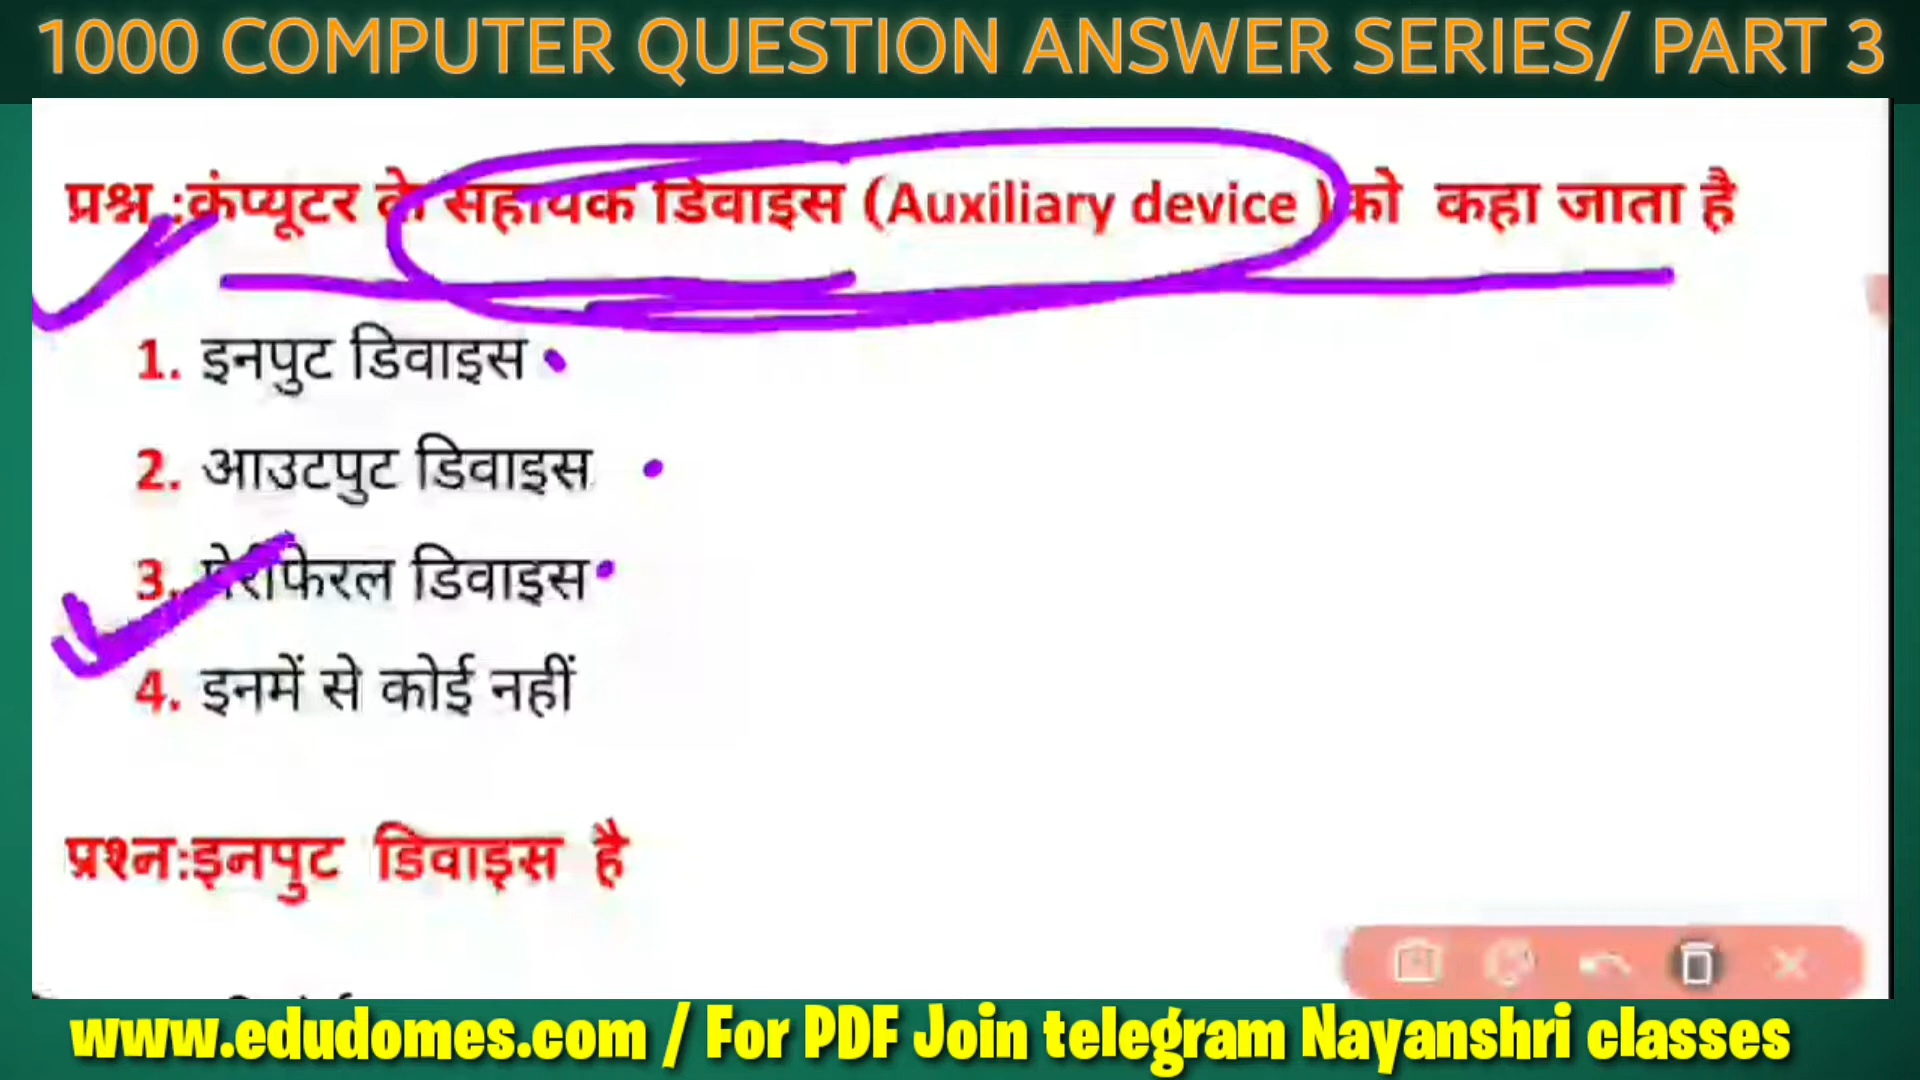 1000 COMPUTER QUESTION ANSWER SERIES/ PART 3
प्रश्न :कंप्यूटर के सहायक डिवाइस (Auxiliary device ) को कहा जाता है
1. इनपुट डिवाइस
2. आउटपुट डिवाइस
3. पेरीफेरल डिवाइस
4. इनमें से कोई नहीं
प्रश्न:इनपुट डिवाइस है
www.edudomes.com / For PDF Join telegram Nayanshri classes